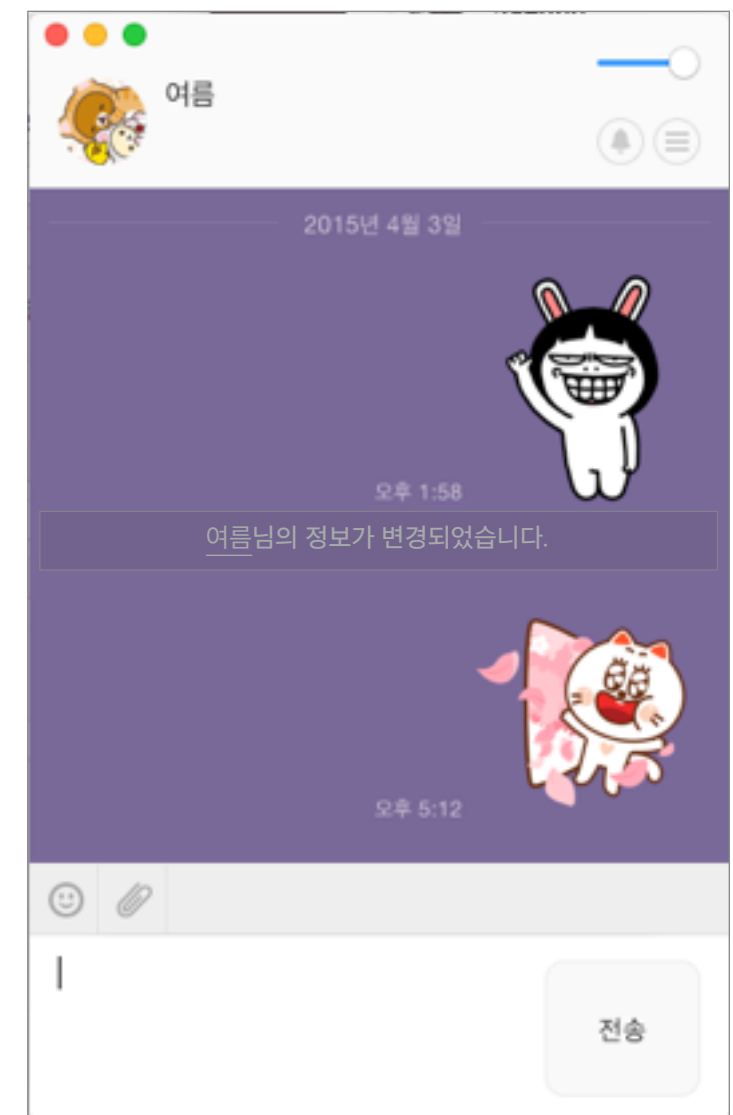 여름
2015년 4월 3일
오후 1:58
여름님의 정보가 변경되었습니다.
오후 5:12
전송